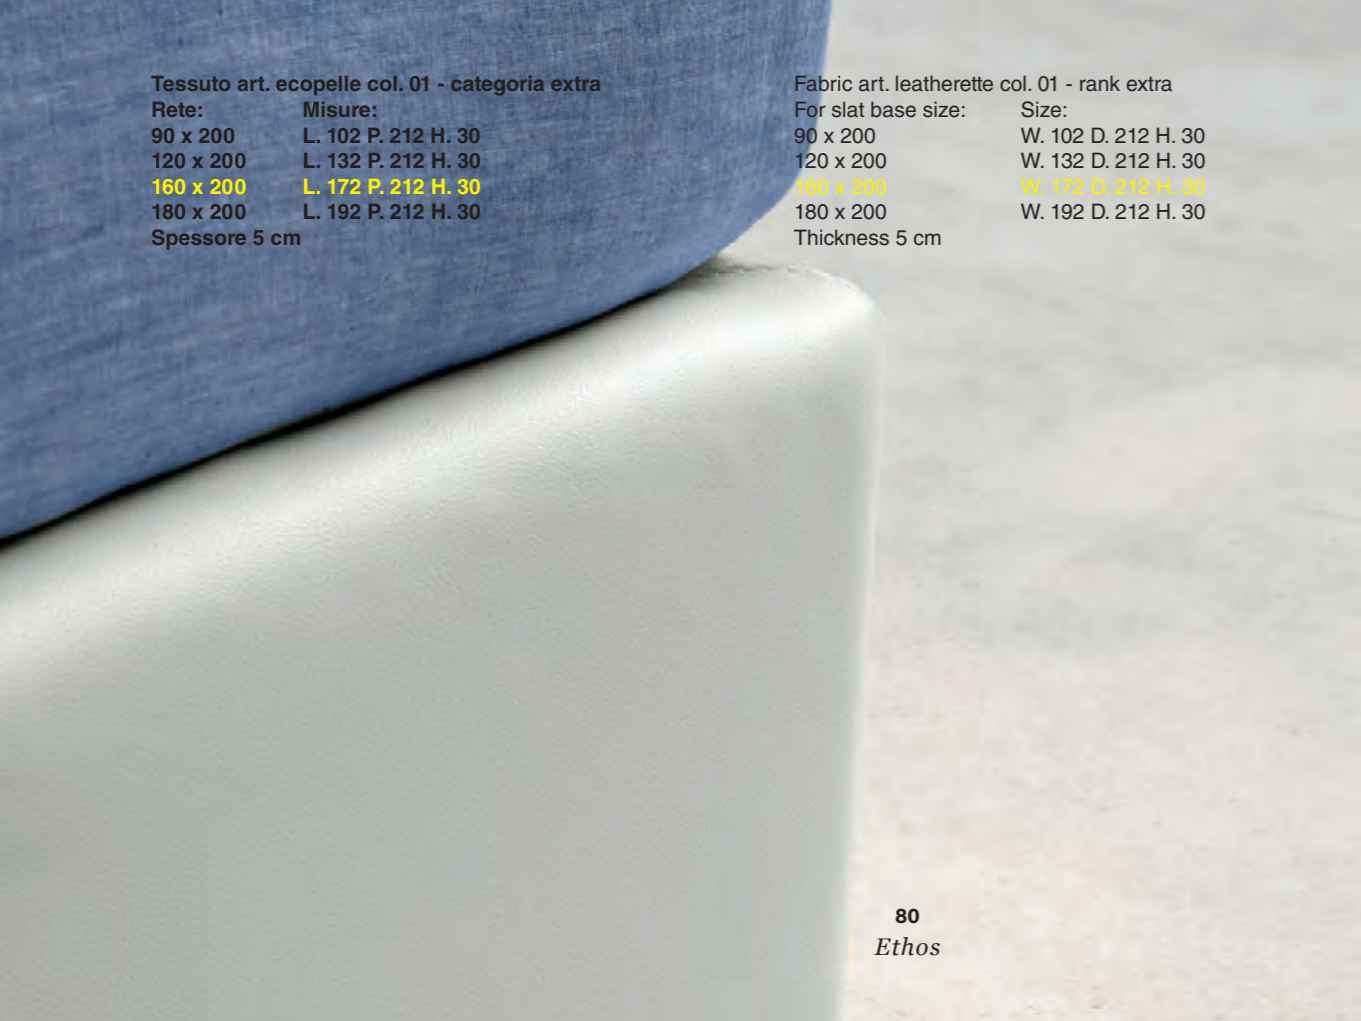 Tessuto art. ecopelle col. 01 - categoria extra
Rete: Misure:
90 x 200 L. 102 P. 212 H. 30
120 x 200 L. 132 P. 212 H. 30
160 x 200 L. 172 P. 212 H. 30
180 x 200 L. 192 P. 212 H. 30
Spessore 5 cm
Fabric art. leatherette col. 01 - rank extra
For slat base size: Size:
90 x 200 W. 102 D. 212 H. 30
120 x 200 W. 132 D. 212 H. 30
160 x 200 W. 172 D. 212 H. 30
180 x 200 W. 192 D. 212 H. 30
Thickness 5 cm
80
Ethos